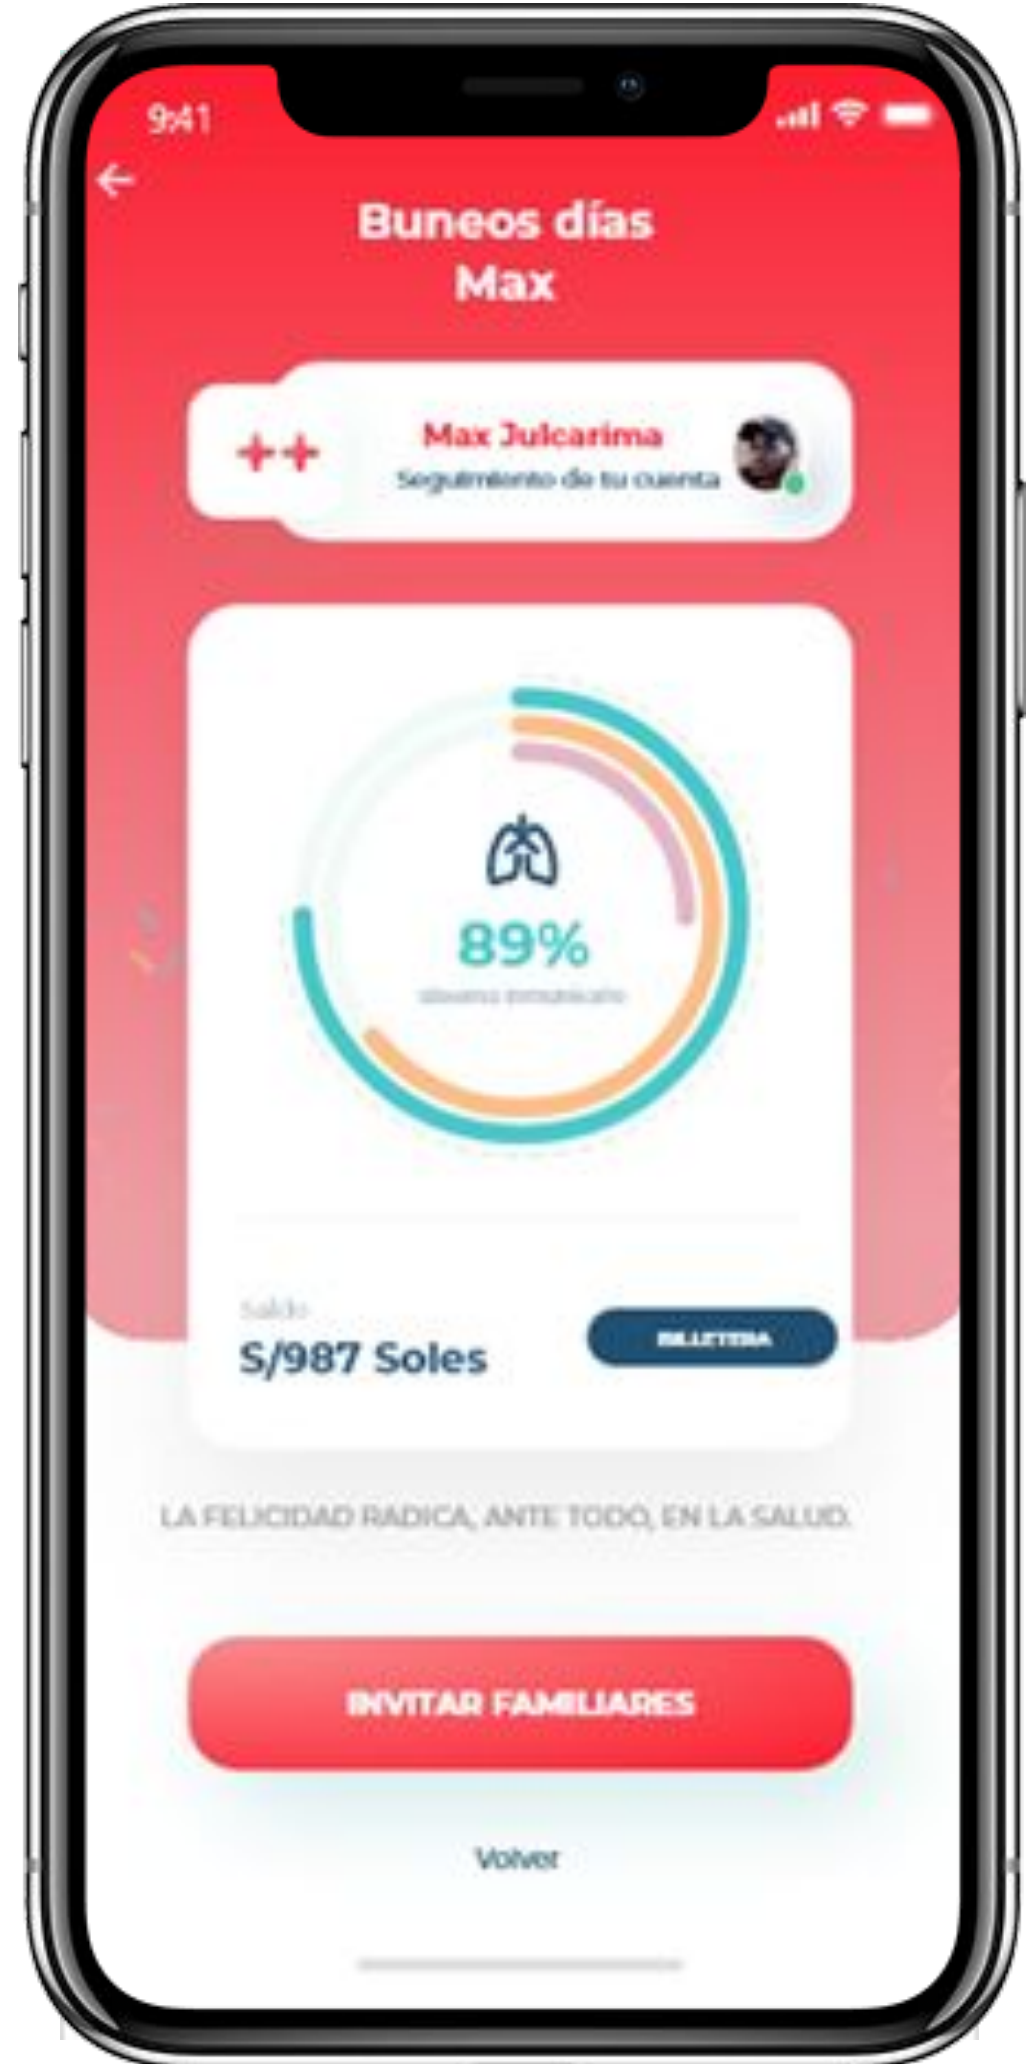 9:41
Buneos días
Max
++
Max Julcarima
Seguimiento de tu cuenta
89%
Saldo
S/987 Soles
BILLETERA
LA FELICIDAD RADICA, ANTE TODO, EN LA SALUD.
INVITAR FAMILIARES
Volver